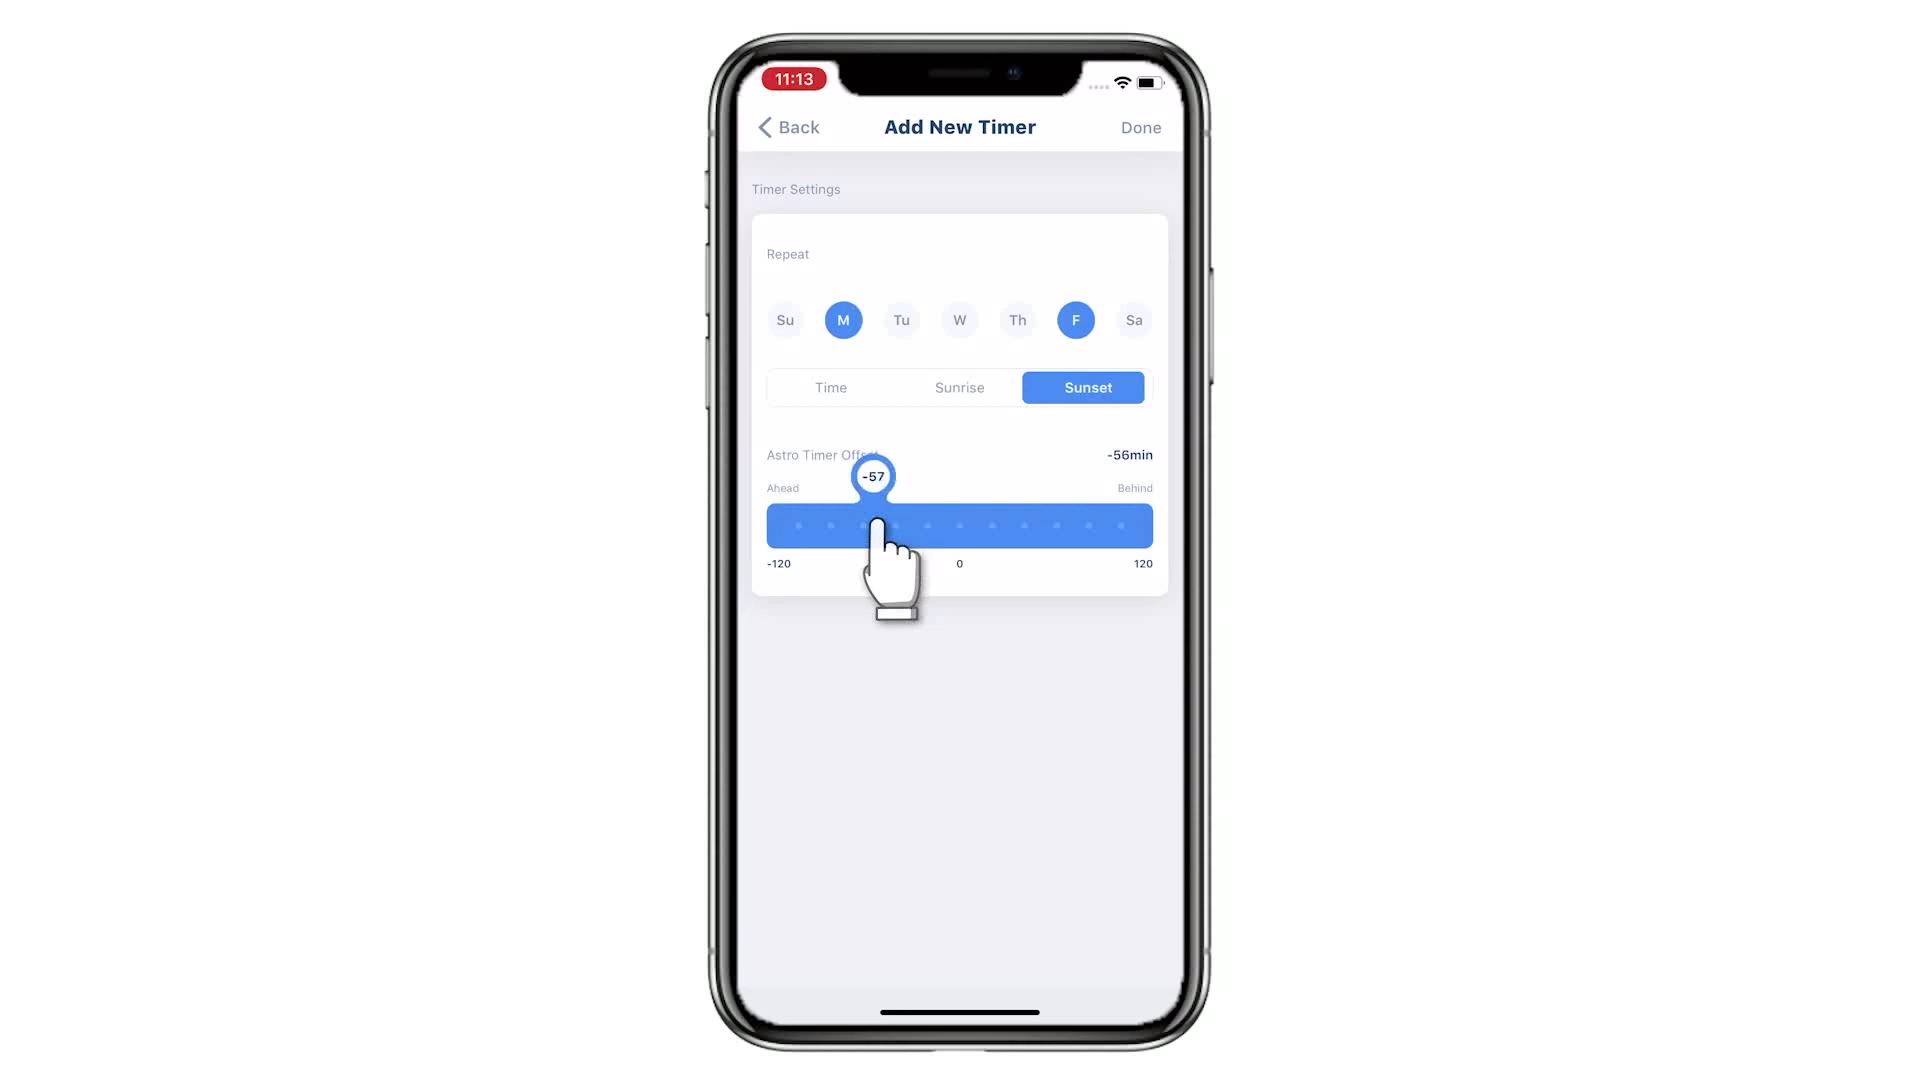 11:13
Back
Add New Timer
Done
Timer Settings
Repeat
Su M Tu W Th F Sa
Time Sunrise Sunset
Astro Timer -56min
-57
Ahead Behind
-120 0 120